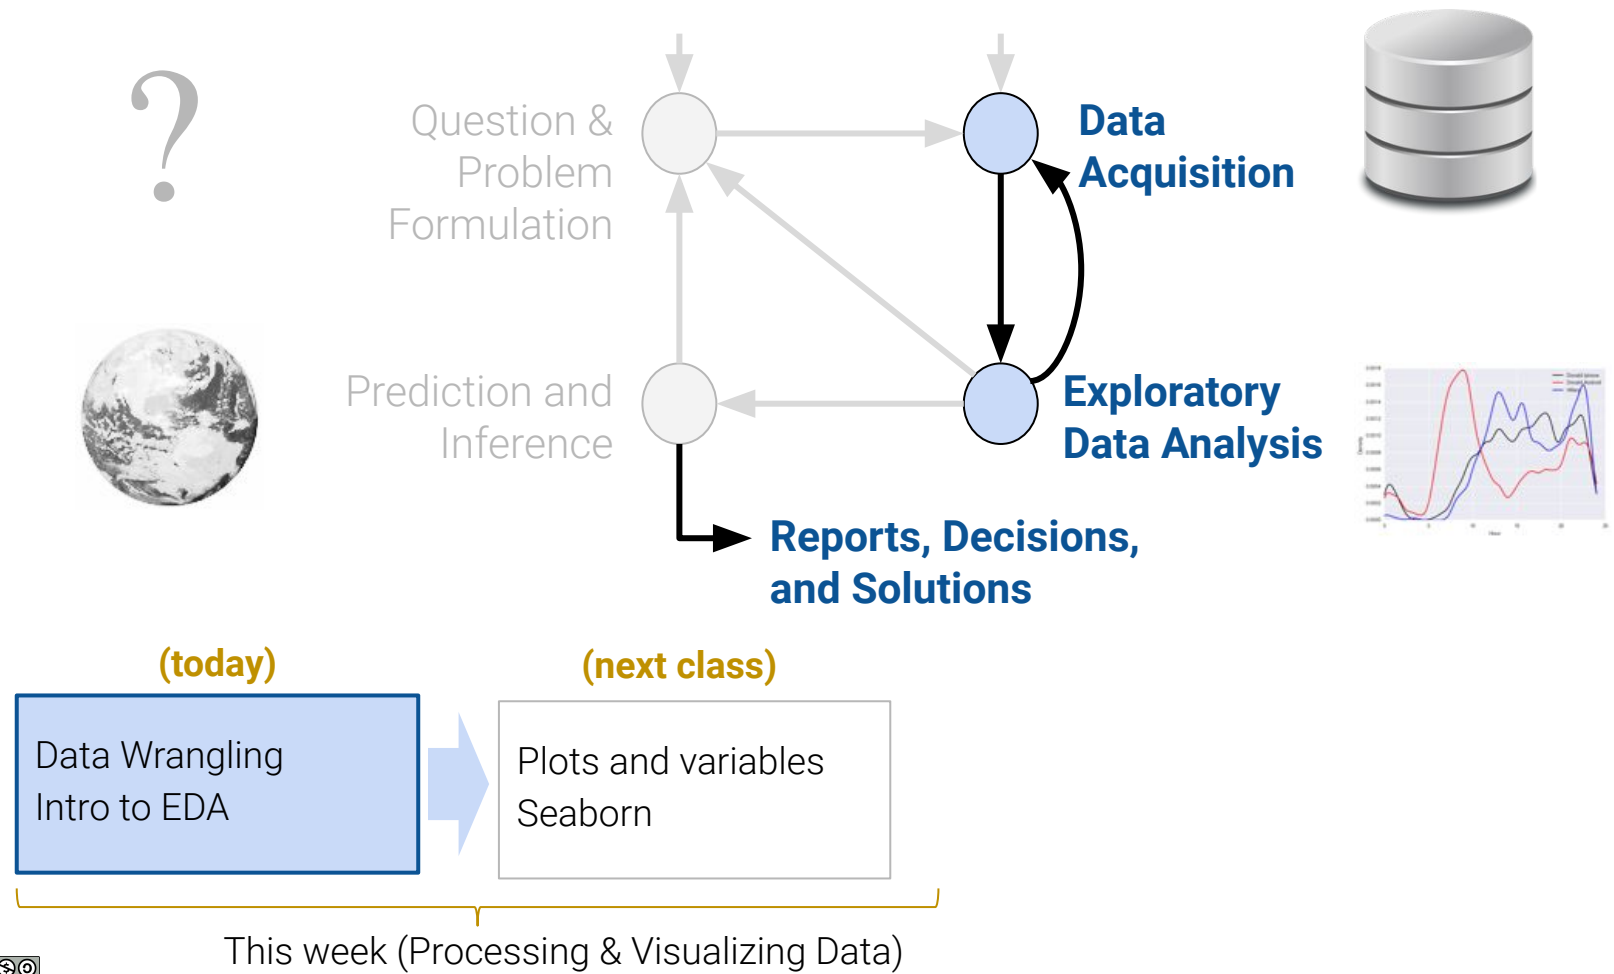 ?
Question &
Problem
Formulation
Data
Acquisition
Prediction and
Inference
Exploratory
Data Analysis
Reports, Decisions,
and Solutions
(today)
(next class)
Data Wrangling
Intro to EDA
Plots and variables
Seaborn
This week (Processing & Visualizing Data)